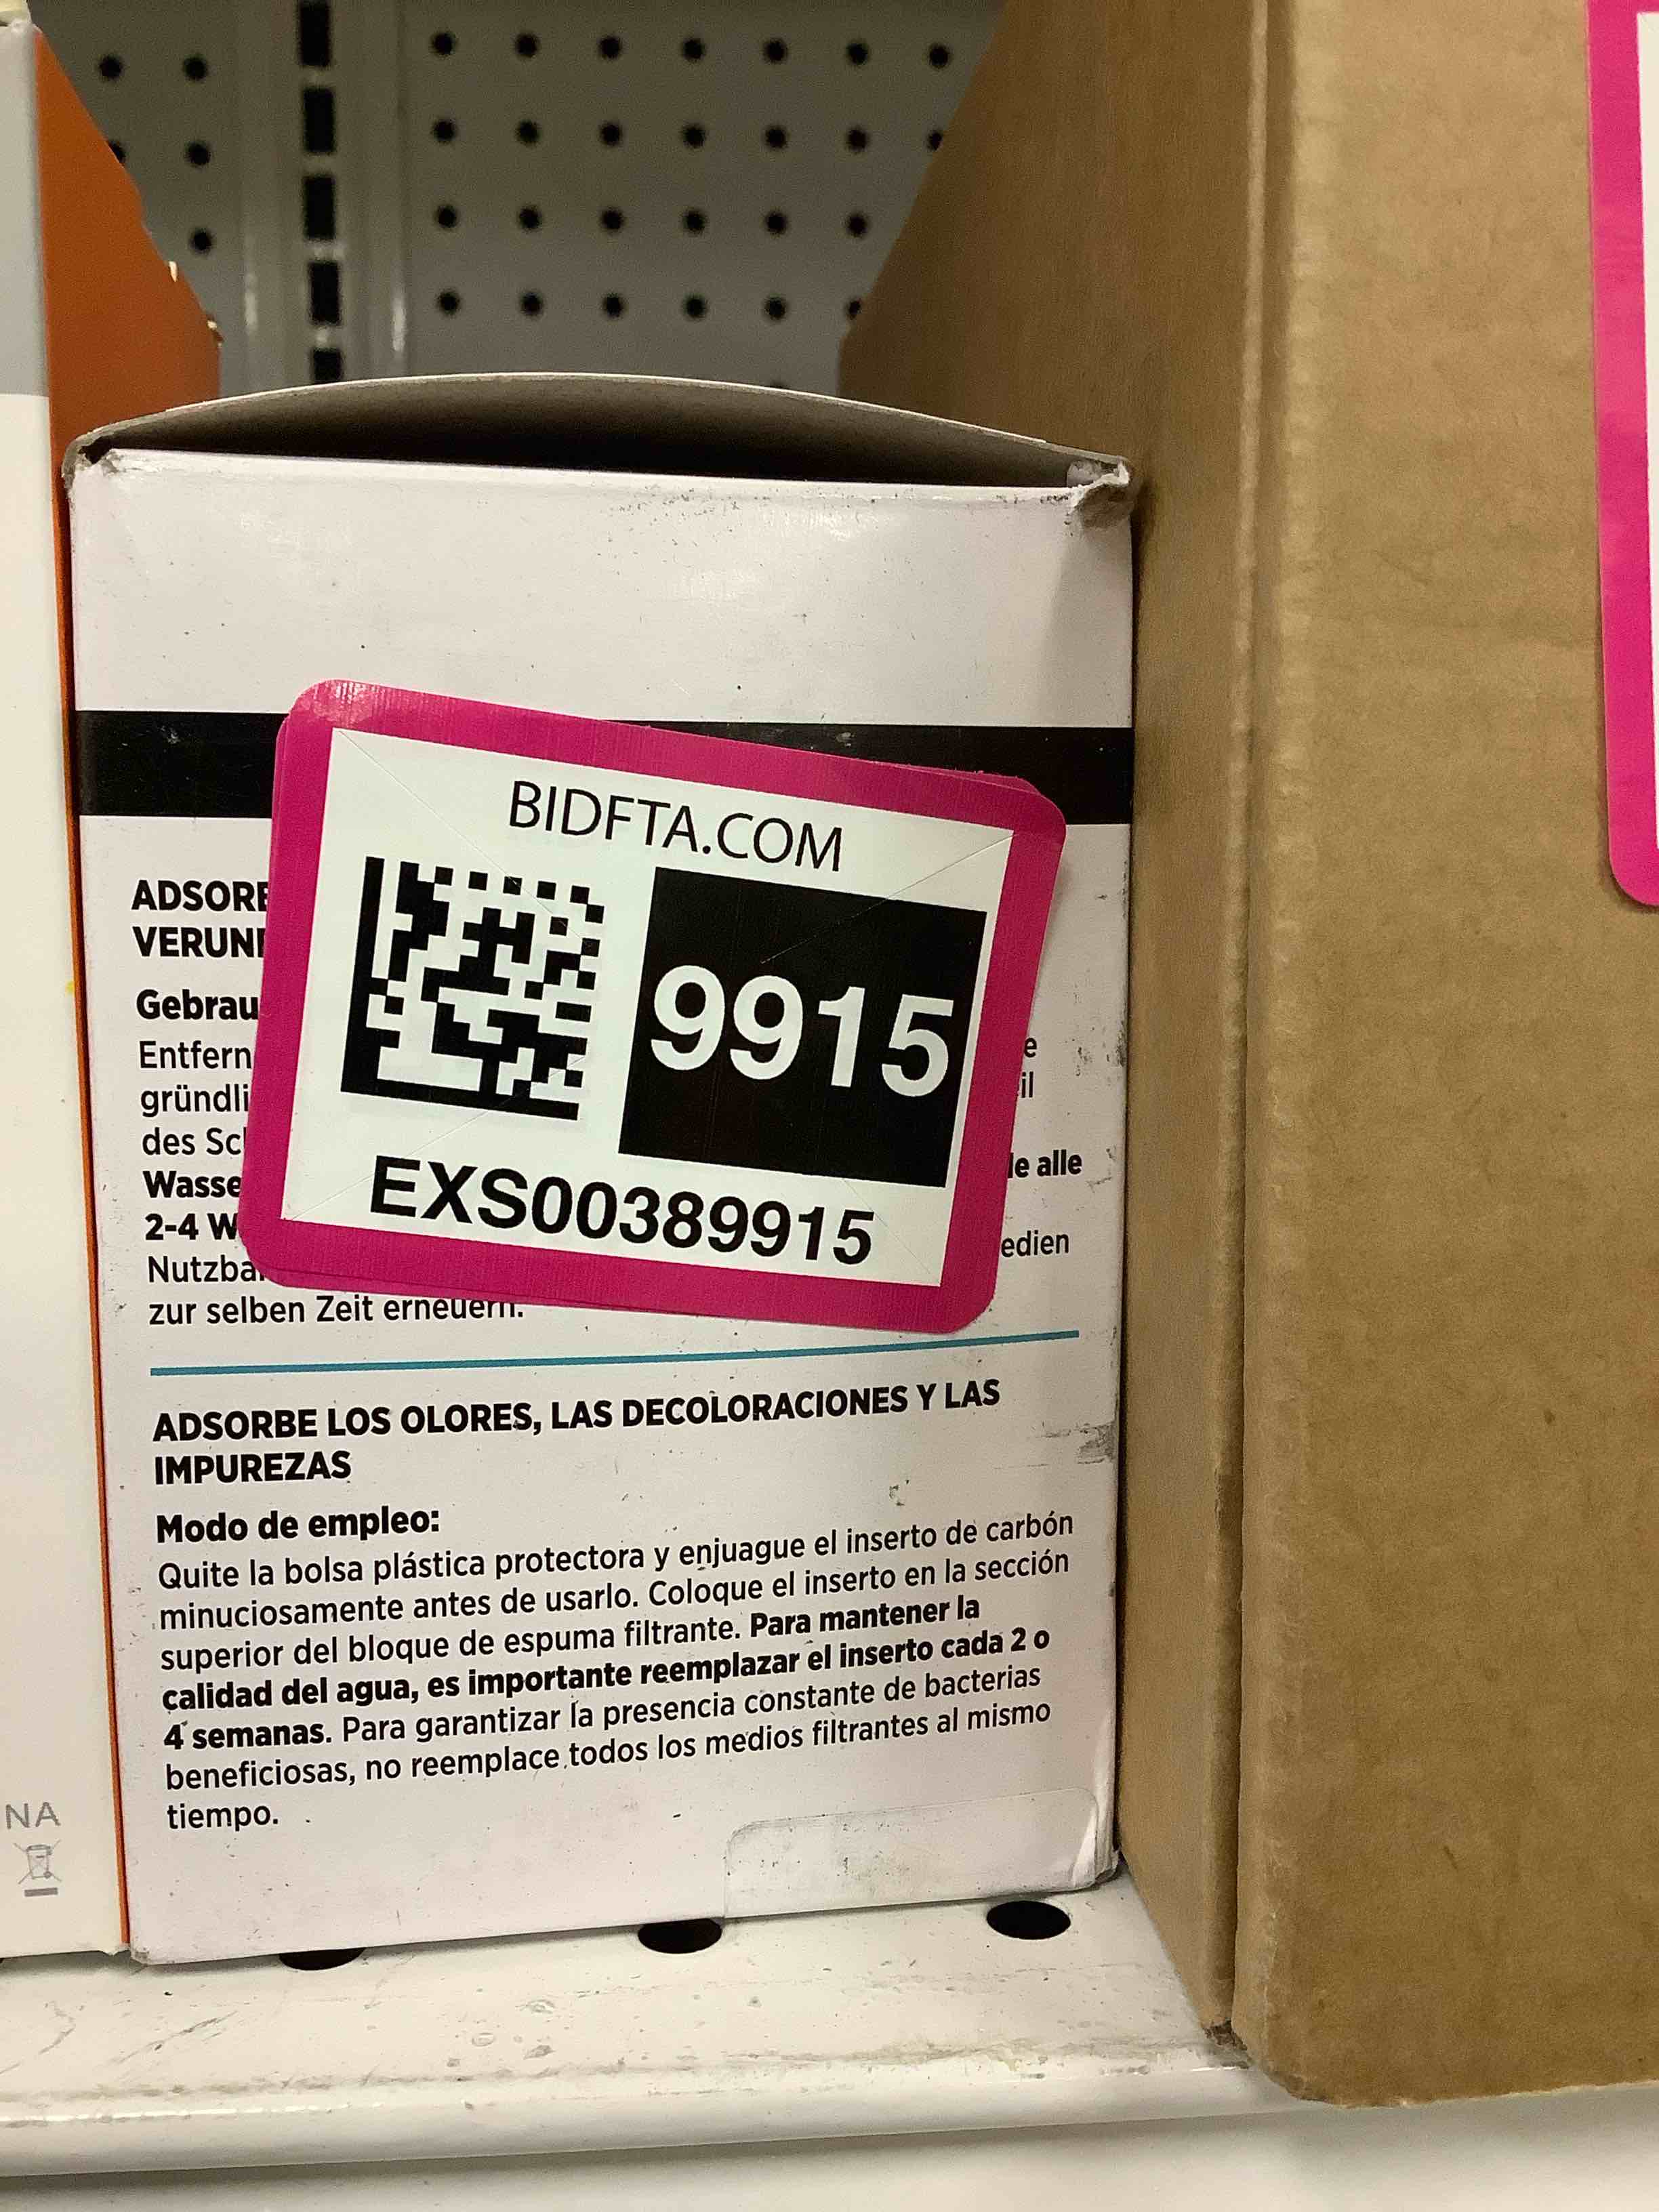 BIDFTA.COM
9915
EXS00389915
Gebrau
Entfern e
gründli il
des Sc
Wasse le alle
2-4 W
Nutzba edien
zur selben Zeit erneuern.
ADSORBE LOS OLORES, LAS DECOLORACIONES Y LAS
IMPUREZAS
Modo de empleo:
Quite la bolsa plástica protectora y enjuague el inserto de carbón
minuciosamente antes de usarlo. Coloque el inserto en la sección
superior del bloque de espuma filtrante. Para mantener la
calidad del agua, es importante reemplazar el inserto cada 2 o
4 semanas. Para garantizar la presencia constante de bacterias
beneficiosas, no reemplace todos los medios filtrantes al mismo
tiempo.
NA